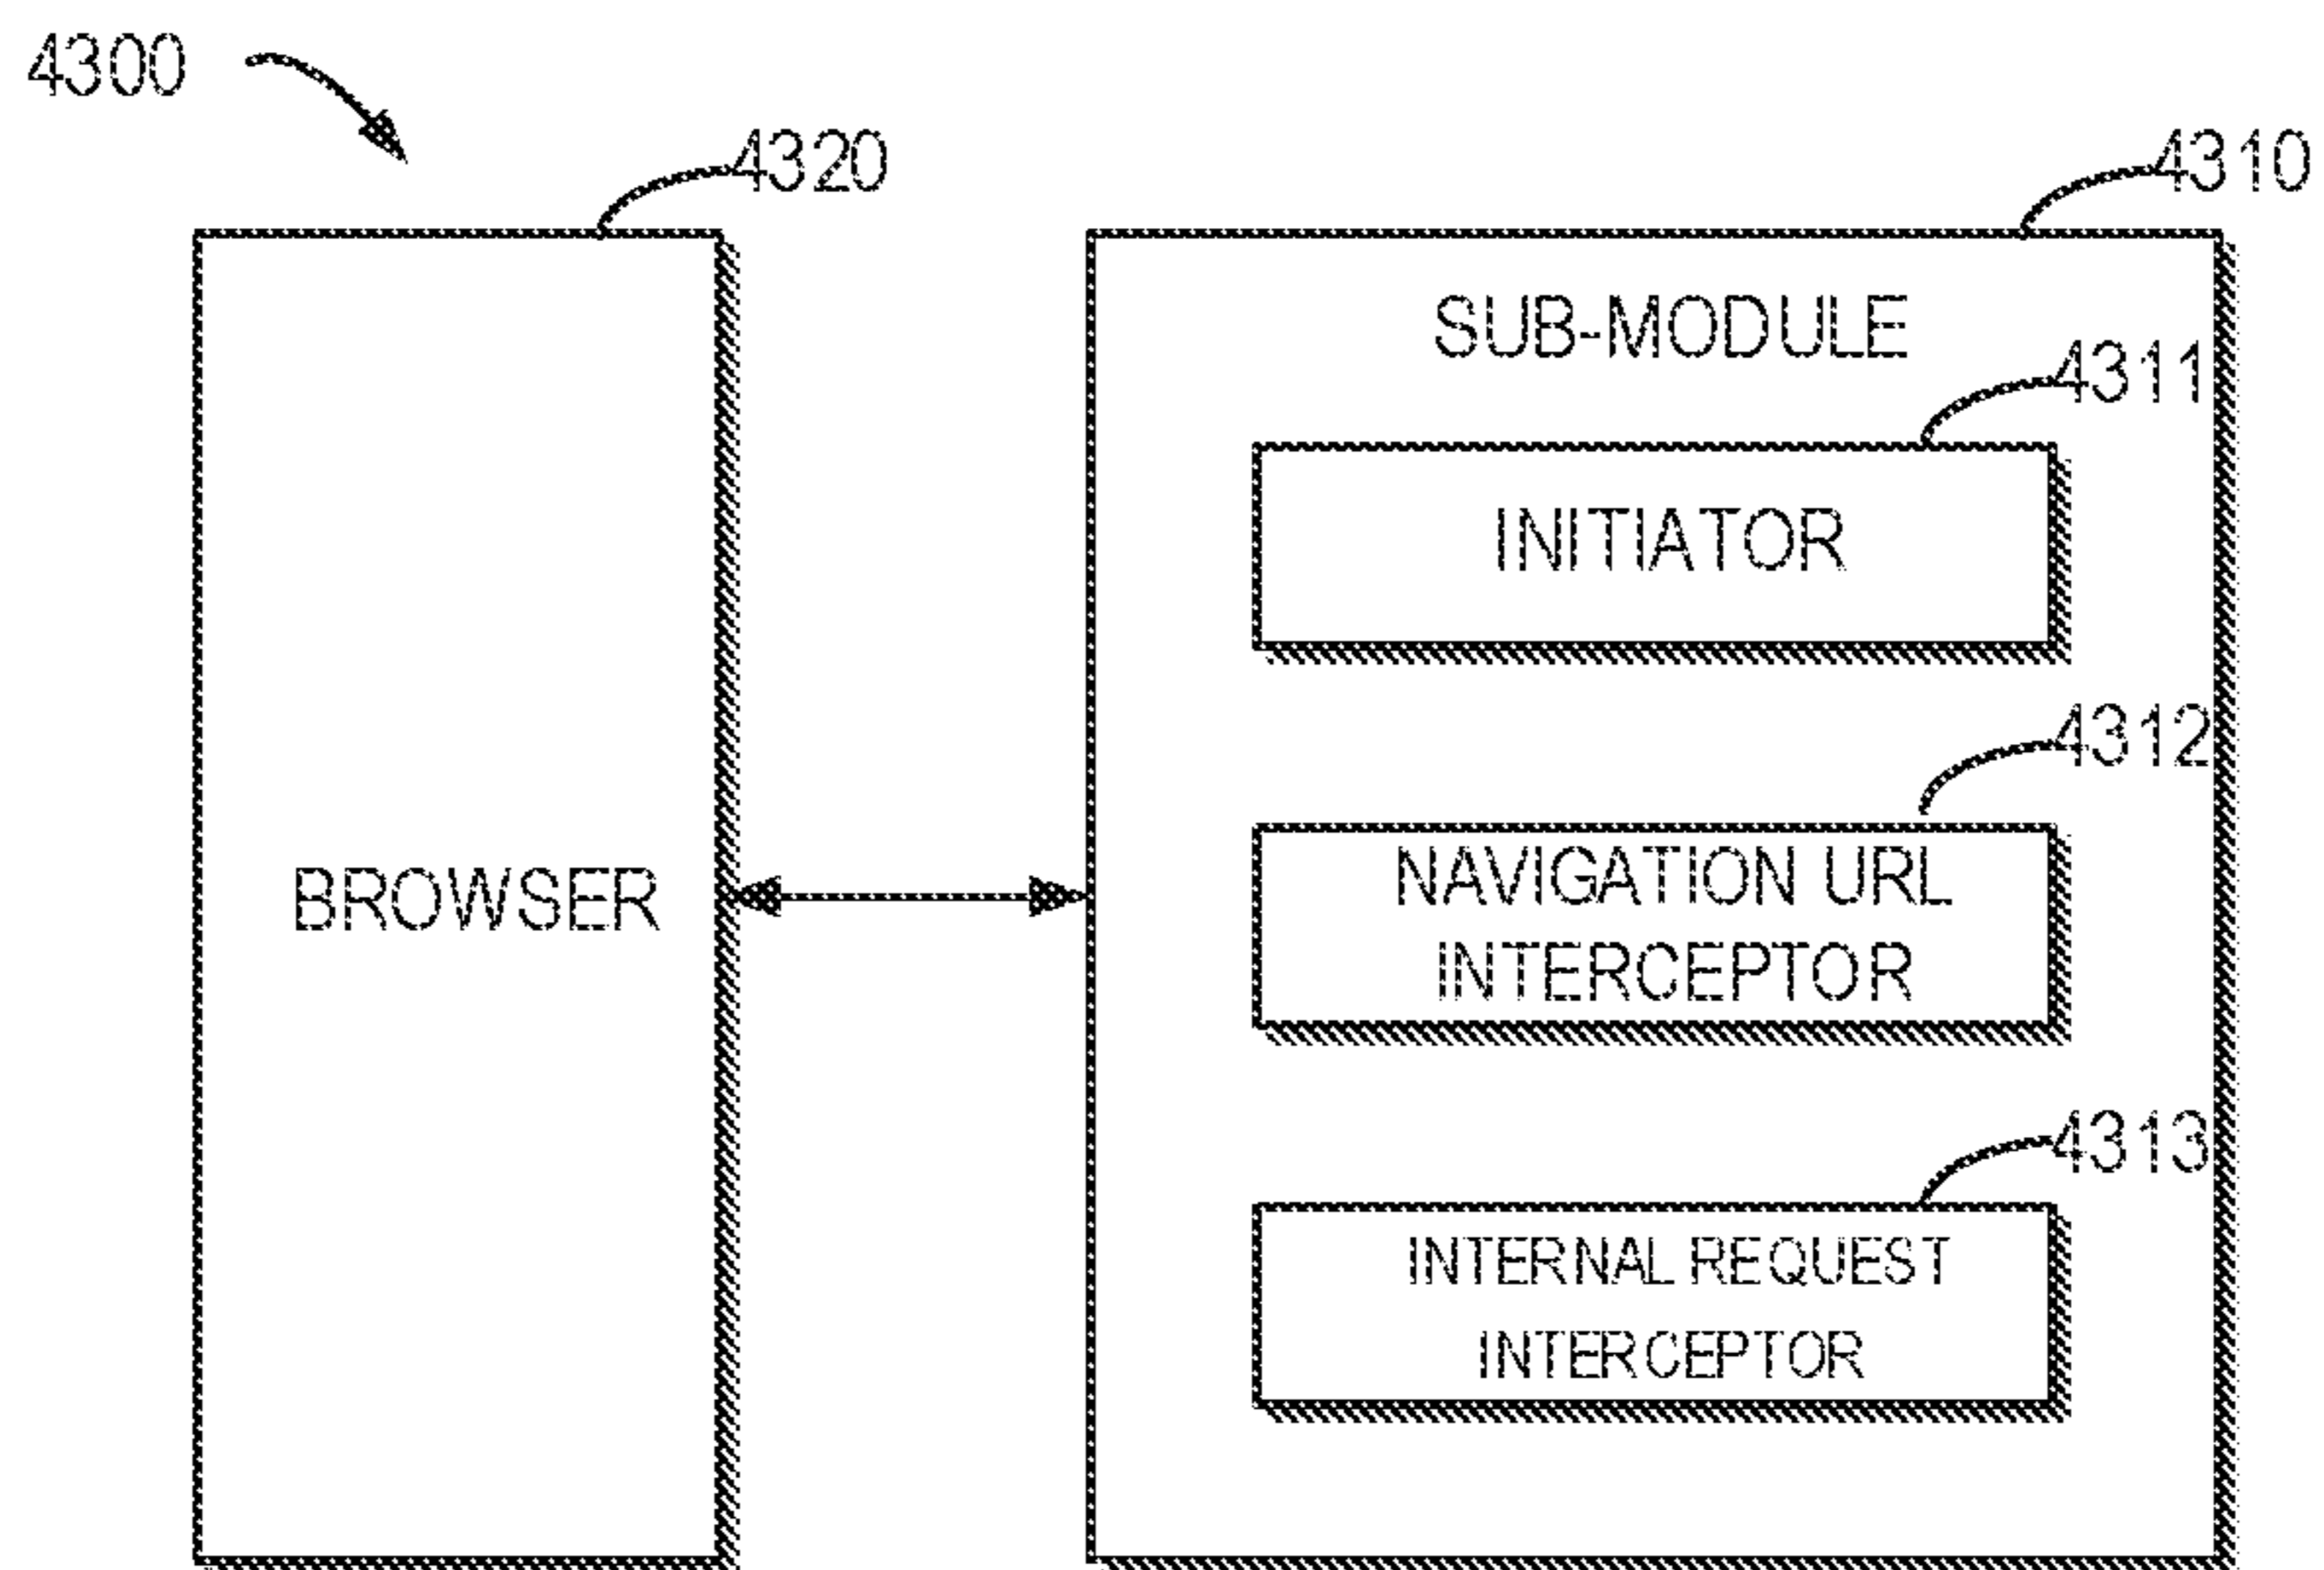 4300
4320
4310
SUB-MODULE
4311
INITIATOR
4312
BROWSER
NAVIGATION URL
INTERCEPTOR
4313
INTERNAL REQUEST
INTERCEPTOR